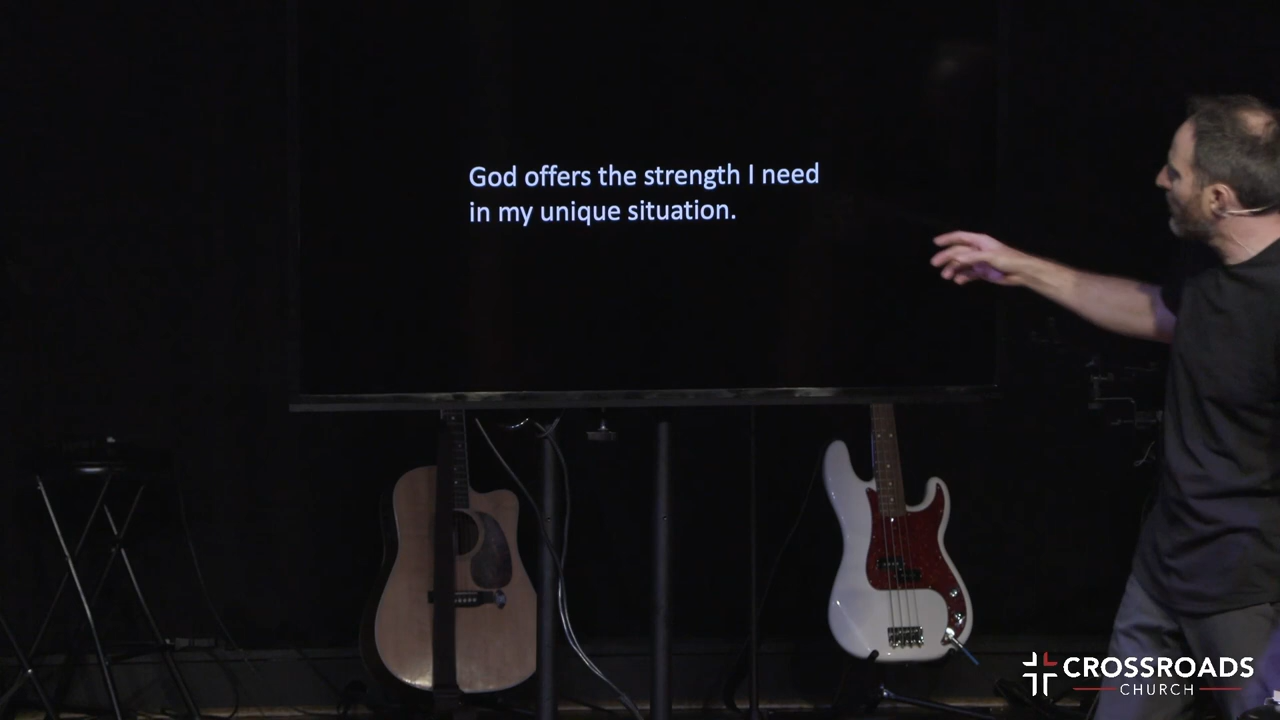 God offers the strength I need
in my unique situation.
CROSSROADS
CHURCH